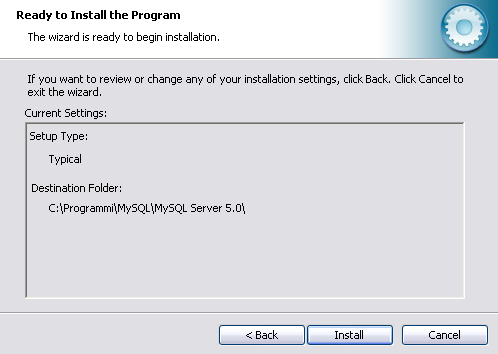 Ready to Install the Program
The wizard is ready to begin installation.
If you want to review or change any of your installation settings, click Back. Click Cancel to
exit the wizard.
Current Settings:
Setup Type:
Typical
Destination Folder:
C:\Programmi\MySQL\MySQL Server 5.0\
< Back
Install
Cancel